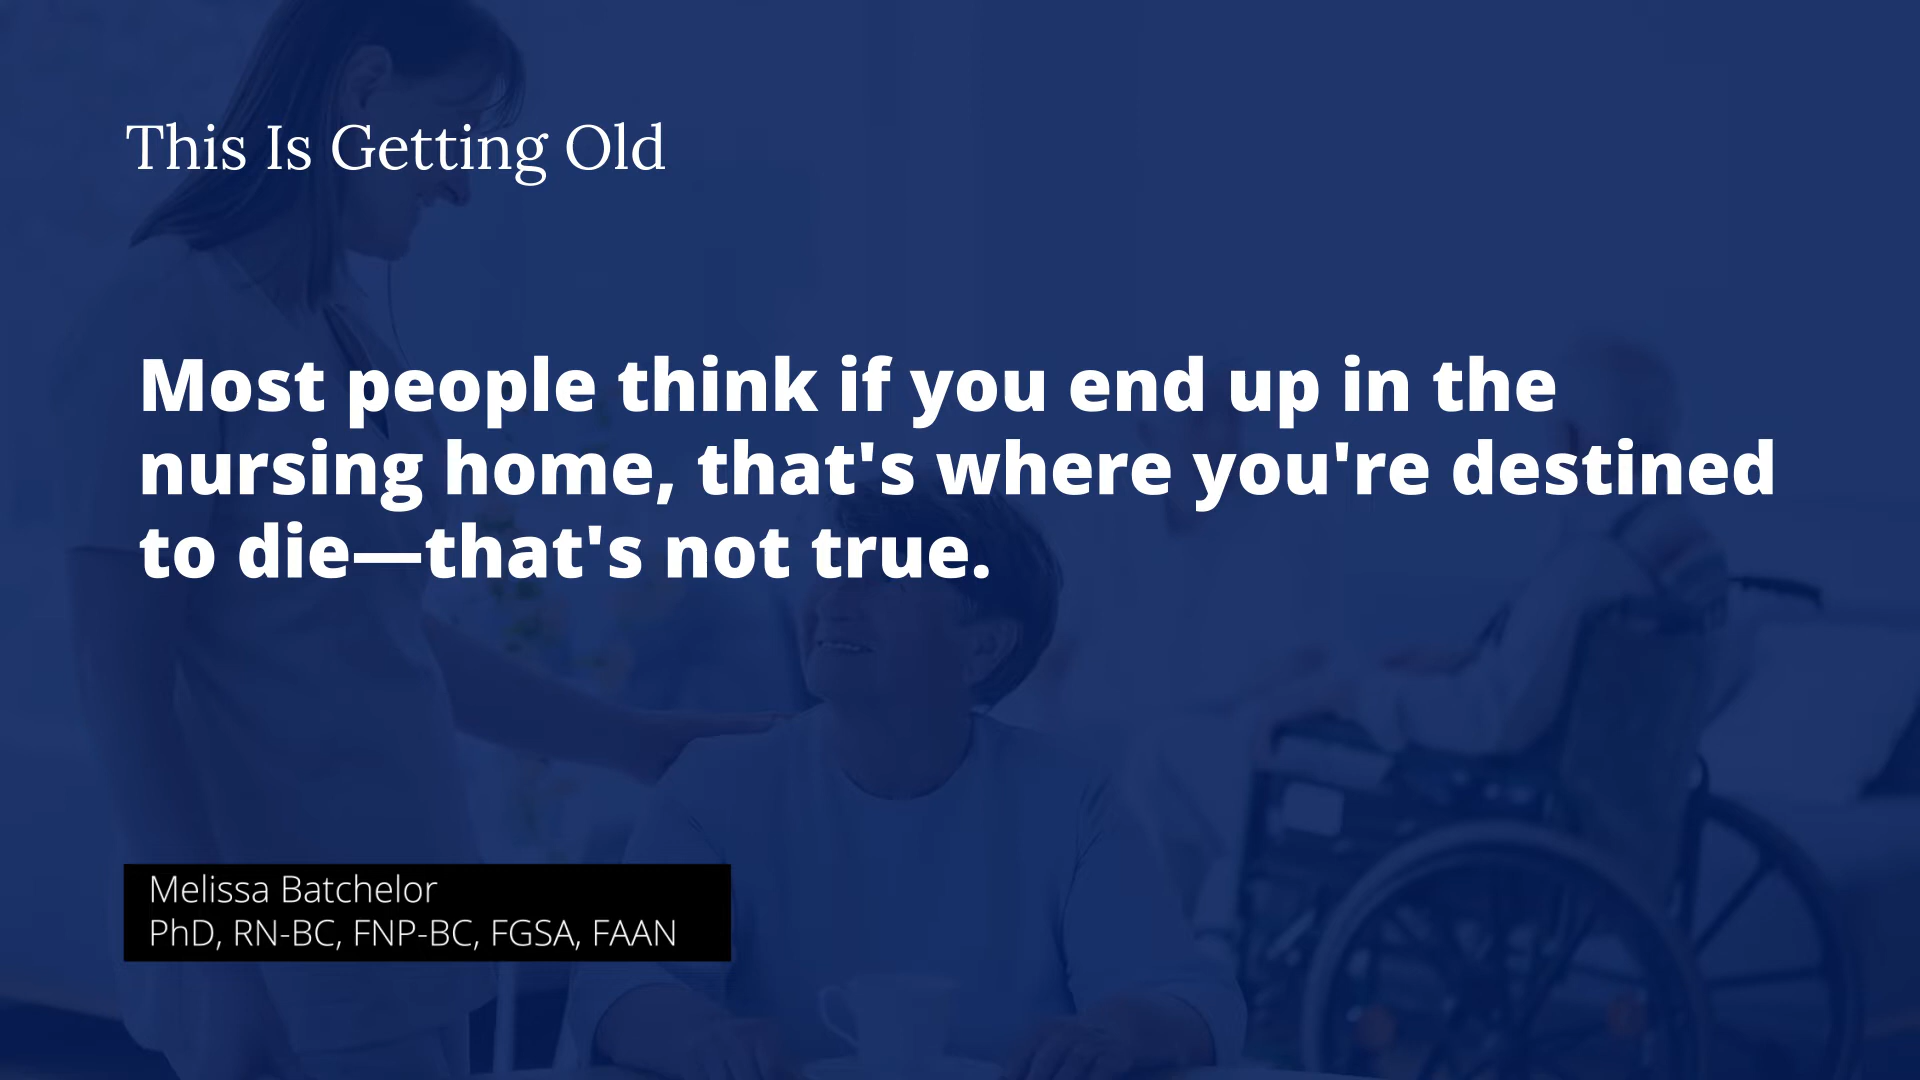 This Is Getting Old
Most people think if you end up in the
nursing home, that's where you're destined
to die—that's not true.
Melissa Batchelor
PhD, RN-BC, FNP-BC, FGSA, FAAN